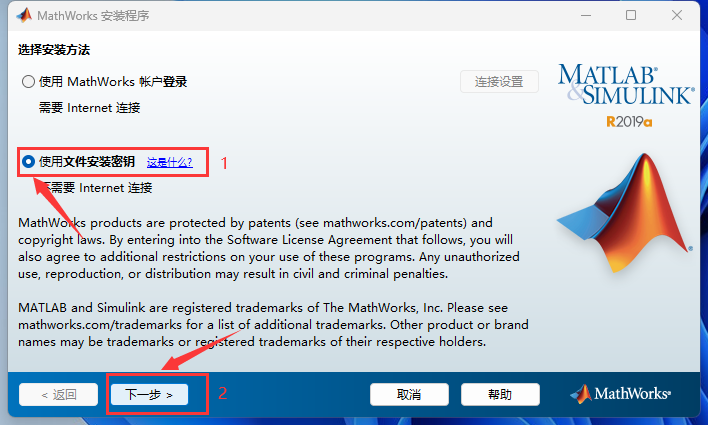 MathWorks 安装程序
选择安装方法
使用 MathWorks 帐户登录
连接设置
需要 Internet 连接
MATLAB®
&SIMULINK®
R2019a
使用文件安装密钥 这是什么?
1
需要 Internet 连接
MathWorks products are protected by patents (see mathworks.com/patents) and
copyright laws. By entering into the Software License Agreement that follows, you will
also agree to additional restrictions on your use of these programs. Any unauthorized
use, reproduction, or distribution may result in civil and criminal penalties.
MATLAB and Simulink are registered trademarks of The MathWorks, Inc. Please see
mathworks.com/trademarks for a list of additional trademarks. Other product or brand
names may be trademarks or registered trademarks of their respective holders.
< 返回
下一步 >
2
取消
帮助
MathWorks®